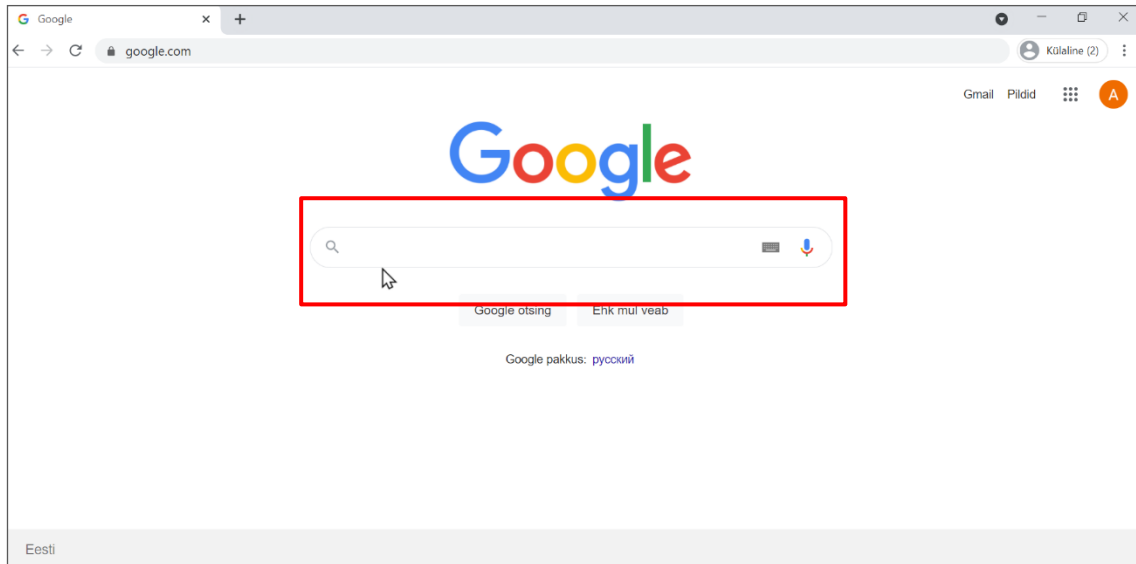 Google
google.com
Külaline (2)
Gmail Pildid
A
Google
Google otsing Ehk mul veab
Google pakkus: русский
Eesti